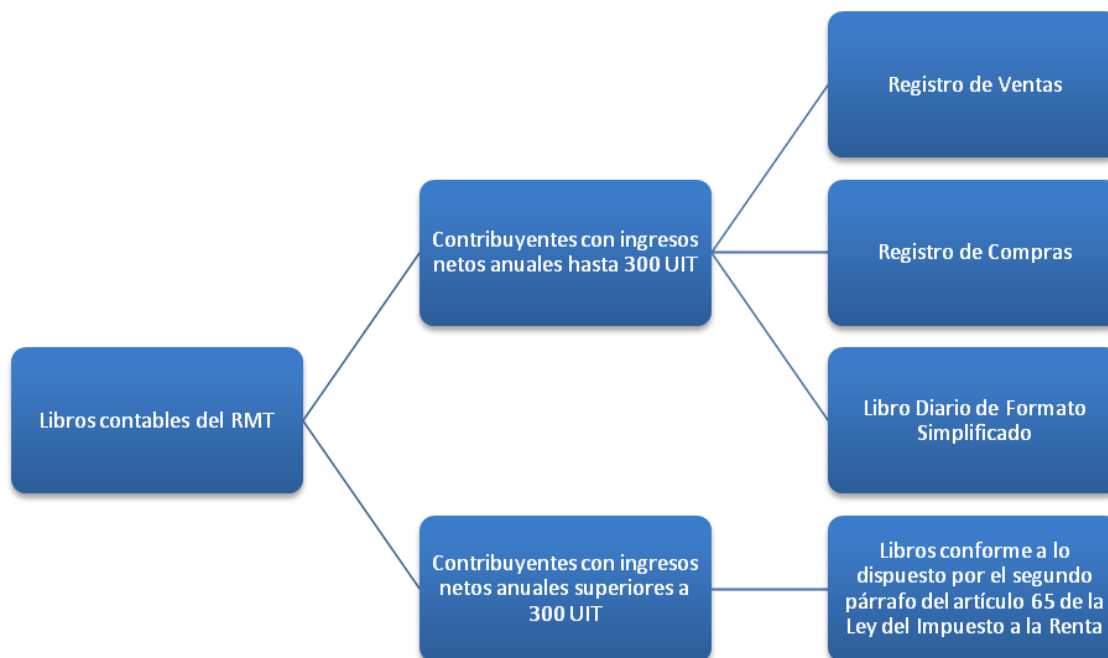 Libros contables del RMT
Contribuyentes con ingresos
netos anuales hasta 300 UIT
Registro de Ventas
Registro de Compras
Libro Diario de Formato
Simplificado
Contribuyentes con ingresos
netos anuales superiores a
300 UIT
Libros conforme a lo
dispuesto por el segundo
párrafo del artículo 65 de la
Ley del Impuesto a la Renta